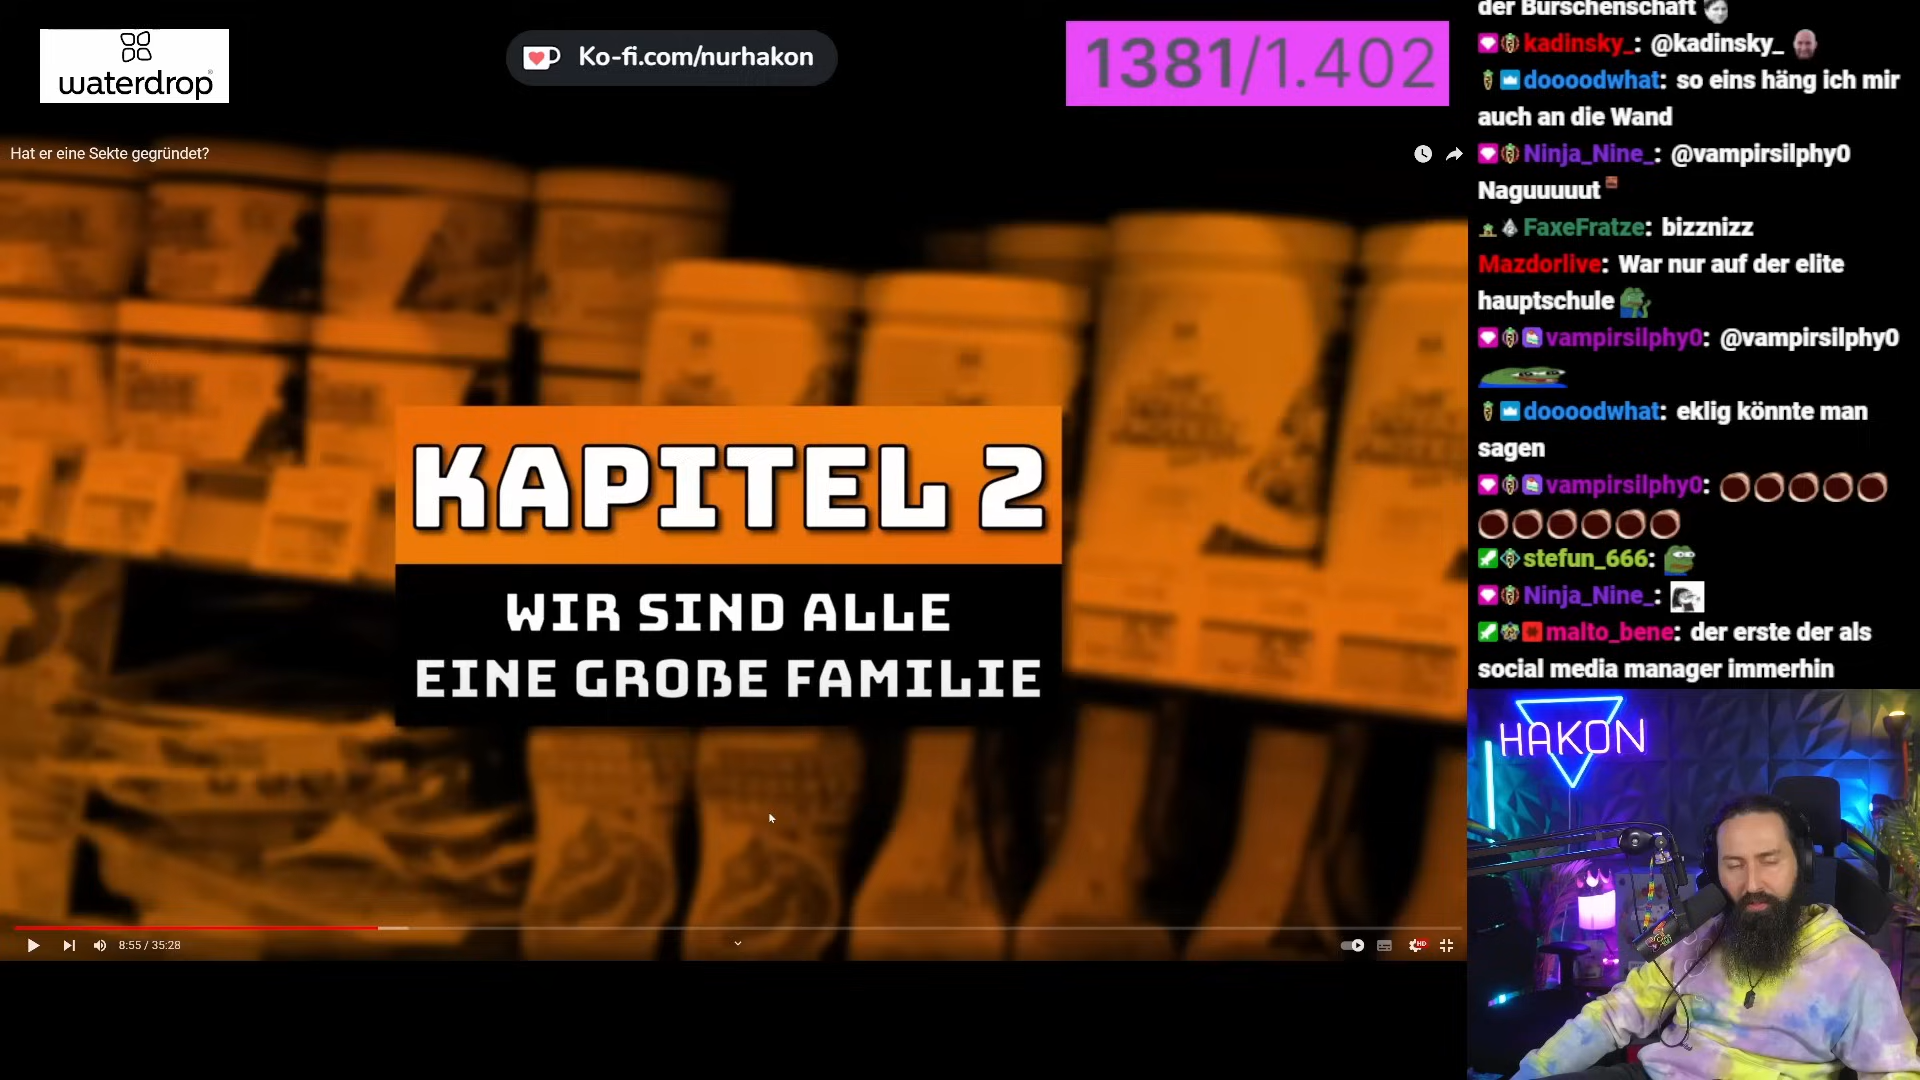 waterdrop
Ko-fi.com/nurhakon
1381/1.402
Hat er eine Sekte gegründet?
KAPITEL 2
WIR SIND ALLE
EINE GROßE FAMILIE
8:55 / 35:28
HD
der Burschenschaft
kadinsky_: @kadinsky_
doooodwhat: so eins häng ich mir
auch an die Wand
Ninja_Nine_: @vampirsilphy0
Naguuuuut
FaxeFratze: bizznizz
Mazdorlive: War nur auf der elite
hauptschule
vampirsilphy0: @vampirsilphy0
doooodwhat: eklig könnte man
sagen
vampirsilphy0:
stefun_666:
Ninja_Nine_:
malto_bene: der erste der als
social media manager immerhin
HAKON